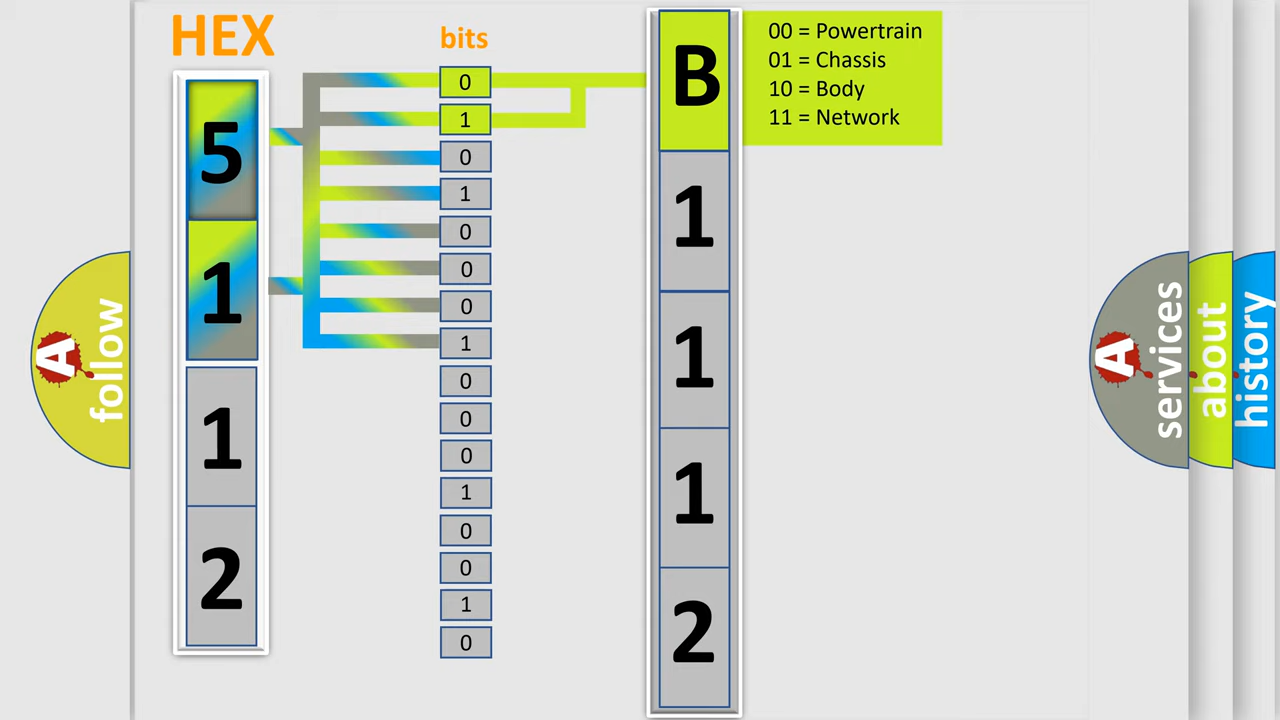 HEX
bits
5
1
1
2
0
1
0
1
0
0
0
1
0
0
0
1
0
0
1
0
B
1
1
1
2
00 = Powertrain
01 = Chassis
10 = Body
11 = Network
A
follow
A
services
about
history